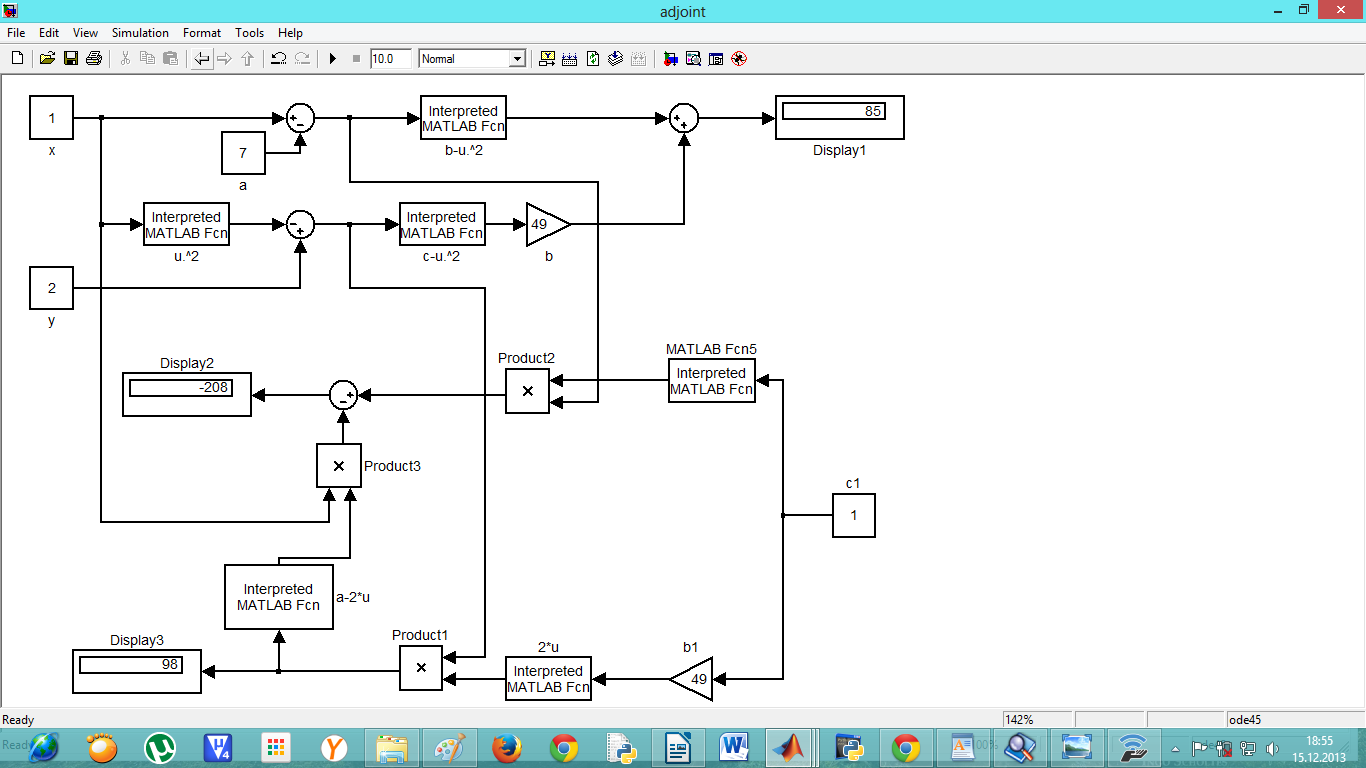 adjoint
File Edit View Simulation Format Tools Help
10.0 Normal
1
x
+
-
7
a
Interpreted
MATLAB Fcn
b-u.^2
+
+
85
Display1
Interpreted
MATLAB Fcn
u.^2
-
+
Interpreted
MATLAB Fcn
c-u.^2
49
b
2
y
Display2
-208
-
+
Product2
×
MATLAB Fcn5
Interpreted
MATLAB Fcn
×
Product3
c1
1
Interpreted
MATLAB Fcn
a-2*u
Display3
98
Product1
×
2*u
Interpreted
MATLAB Fcn
b1
49
Ready 142% ode45
Ready
18:55
15.12.2013